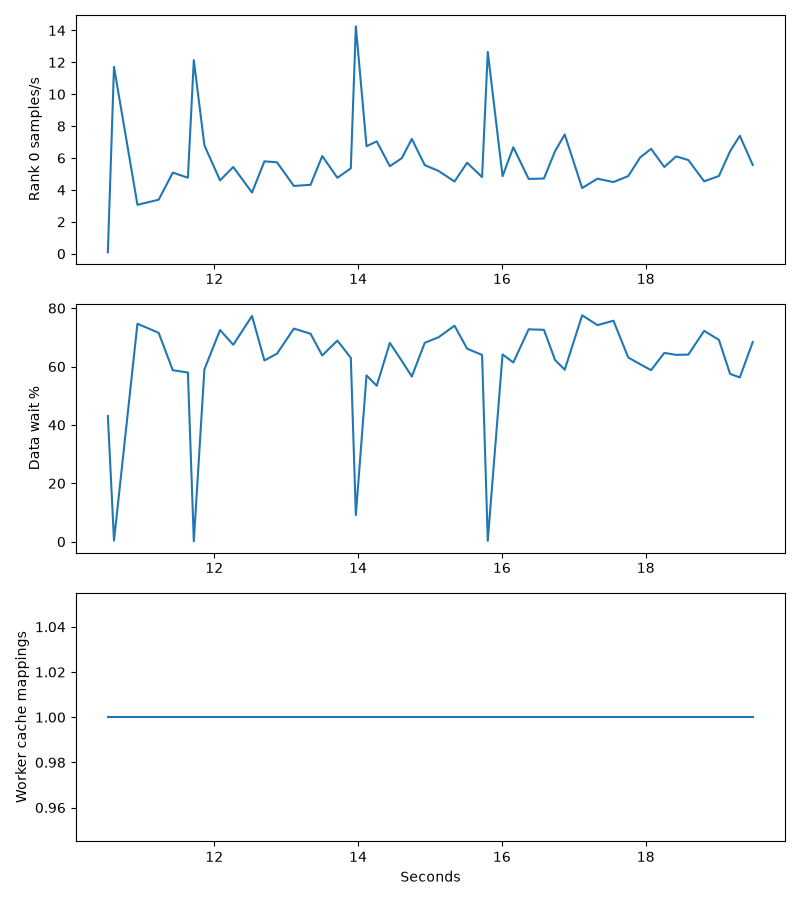 Rank 0 samples/s
14
12
10
8
6
4
2
0
12 14 16 18
Data wait %
80
60
40
20
0
12 14 16 18
Worker cache mappings
1.04
1.02
1.00
0.98
0.96
12 14 16 18
Seconds